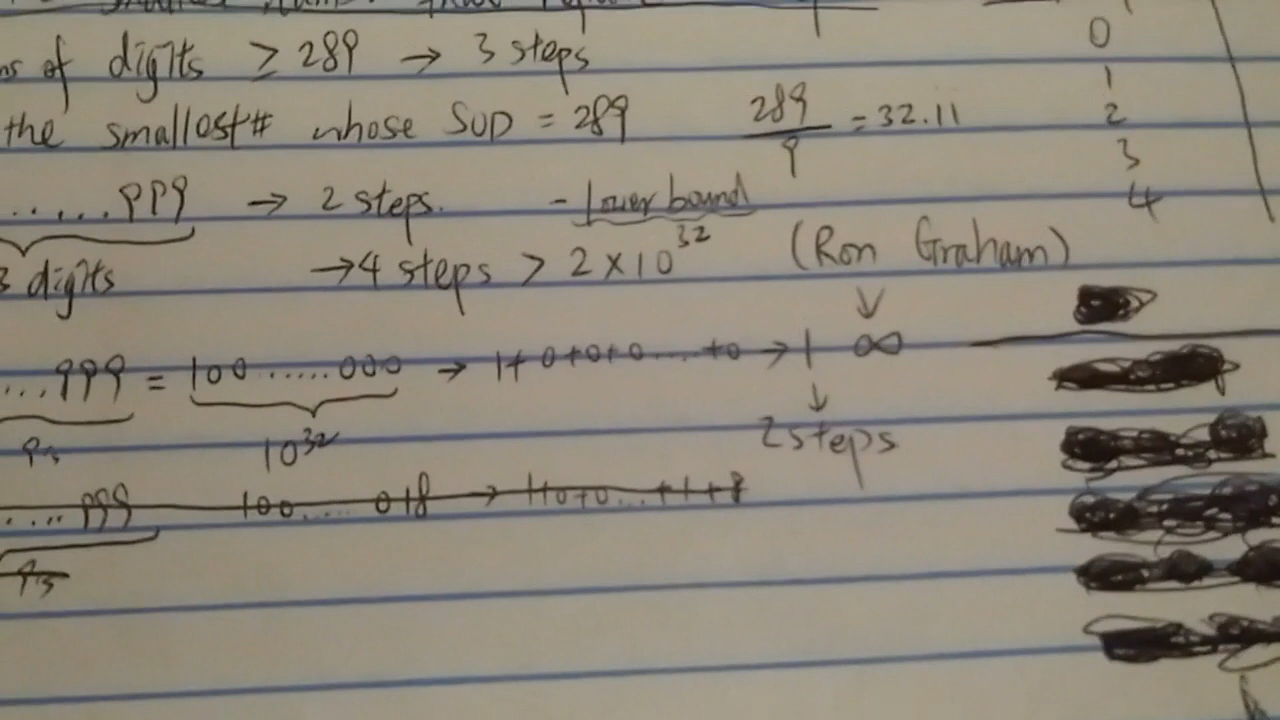 of digits ≥ 289 → 3 steps
0
1
the smallost# whose SOD = 289 289/9 = 32.11
2
3
......999 → 2 steps. - Lower bound
4
digits → 4 steps > 2×10^32 (Ron Graham)
↓
...999 = 100......000 → 1+0+0+0....+0 → 1 ∞
10^32
↓
2 steps
..... 999 100..... 018 → 1+0+0...+1+8